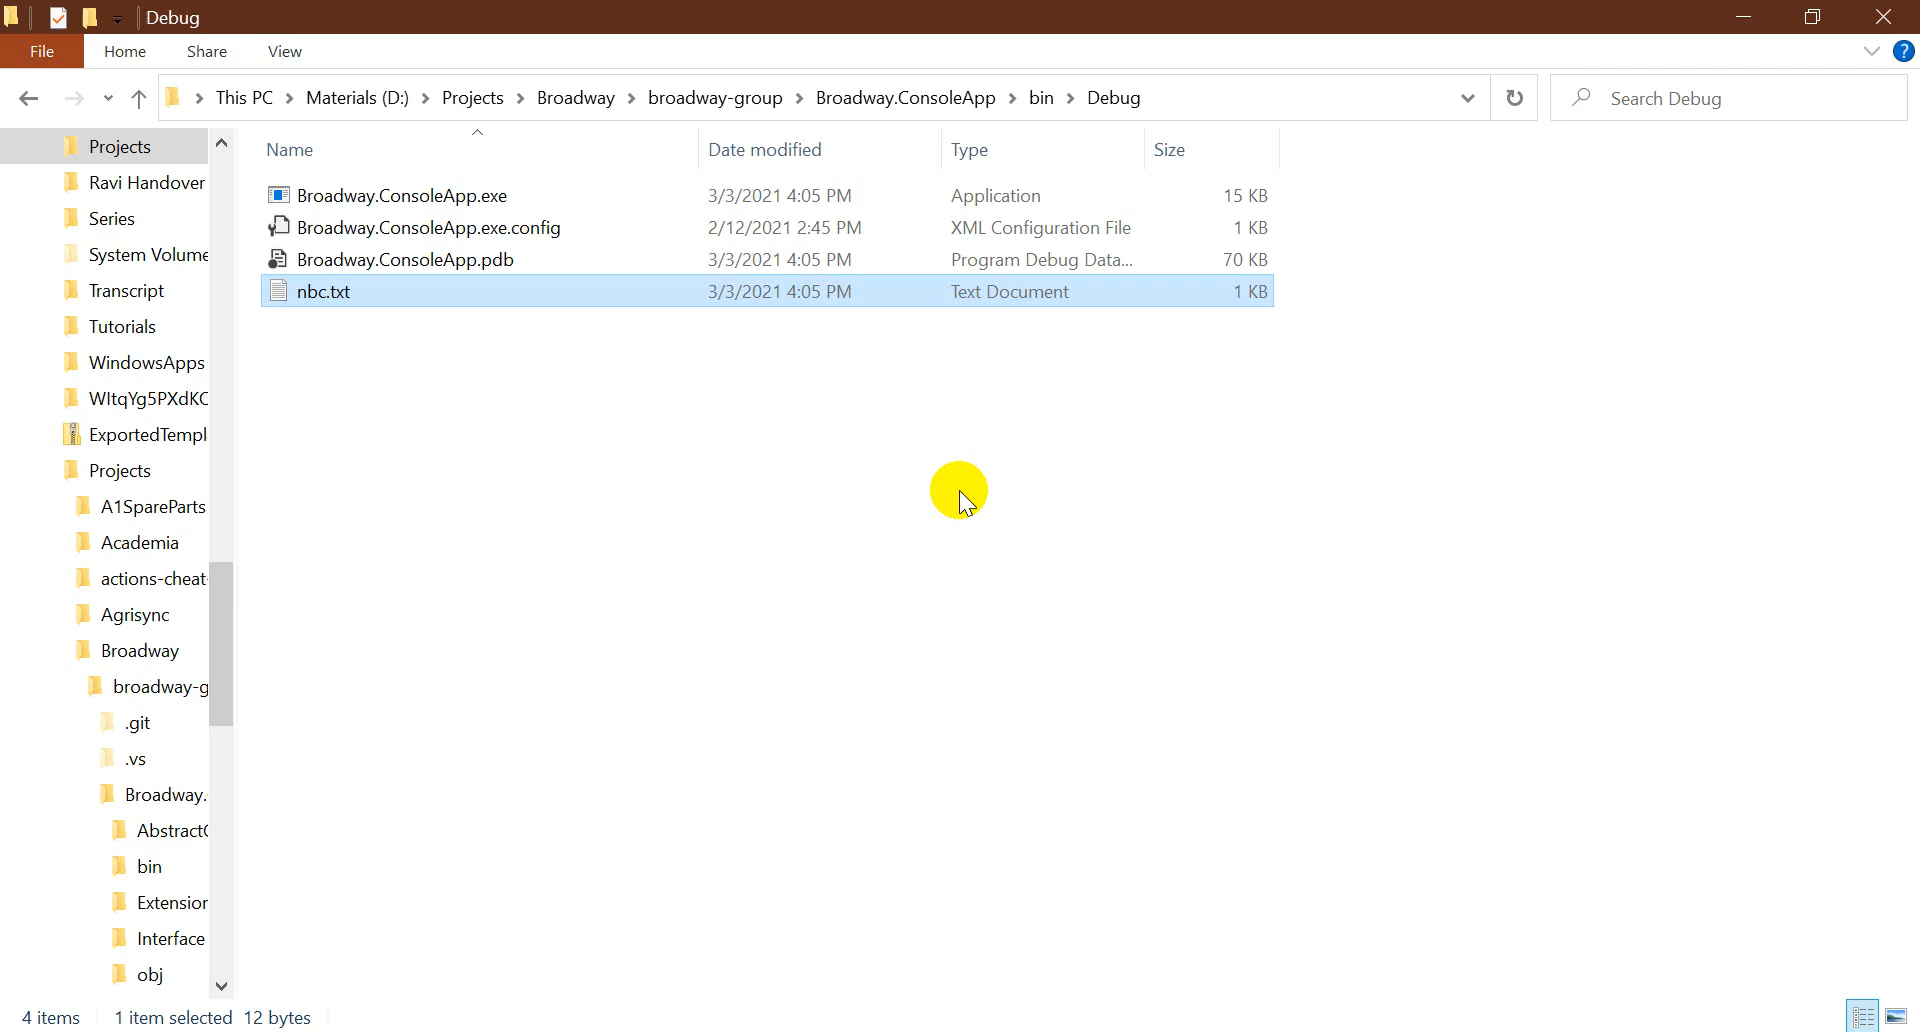 Debug
File Home Share View
This PC > Materials (D:) > Projects > Broadway > broadway-group > Broadway.ConsoleApp > bin > Debug
Search Debug
Name Date modified Type Size
Broadway.ConsoleApp.exe 3/3/2021 4:05 PM Application 15 KB
Broadway.ConsoleApp.exe.config 2/12/2021 2:45 PM XML Configuration File 1 KB
Broadway.ConsoleApp.pdb 3/3/2021 4:05 PM Program Debug Data... 70 KB
nbc.txt 3/3/2021 4:05 PM Text Document 1 KB
Projects
Ravi Handover
Series
System Volume
Transcript
Tutorials
WindowsApps
ExportedTempl
Projects
A1SpareParts
Academia
actions-cheat-
Agrisync
Broadway
broadway-g
.git
.vs
Broadway.
Abstract
bin
Extension
Interface
obj
4 items 1 item selected 12 bytes